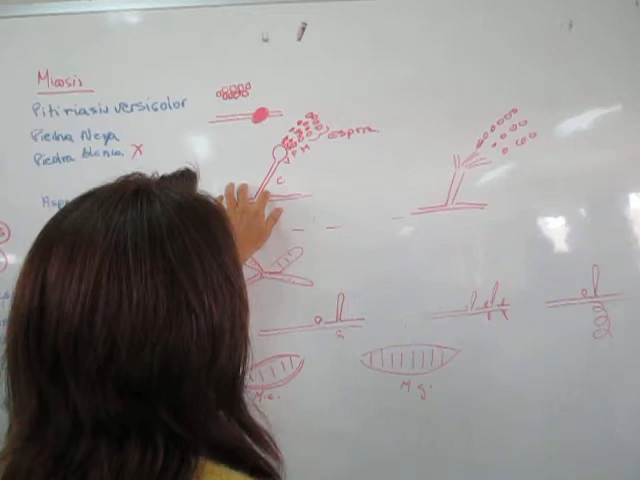 Micosis
Pitiriasis versicolor
Piedra Negra
Piedra blanca X
espora
V F M
C
M.c.
M.g.